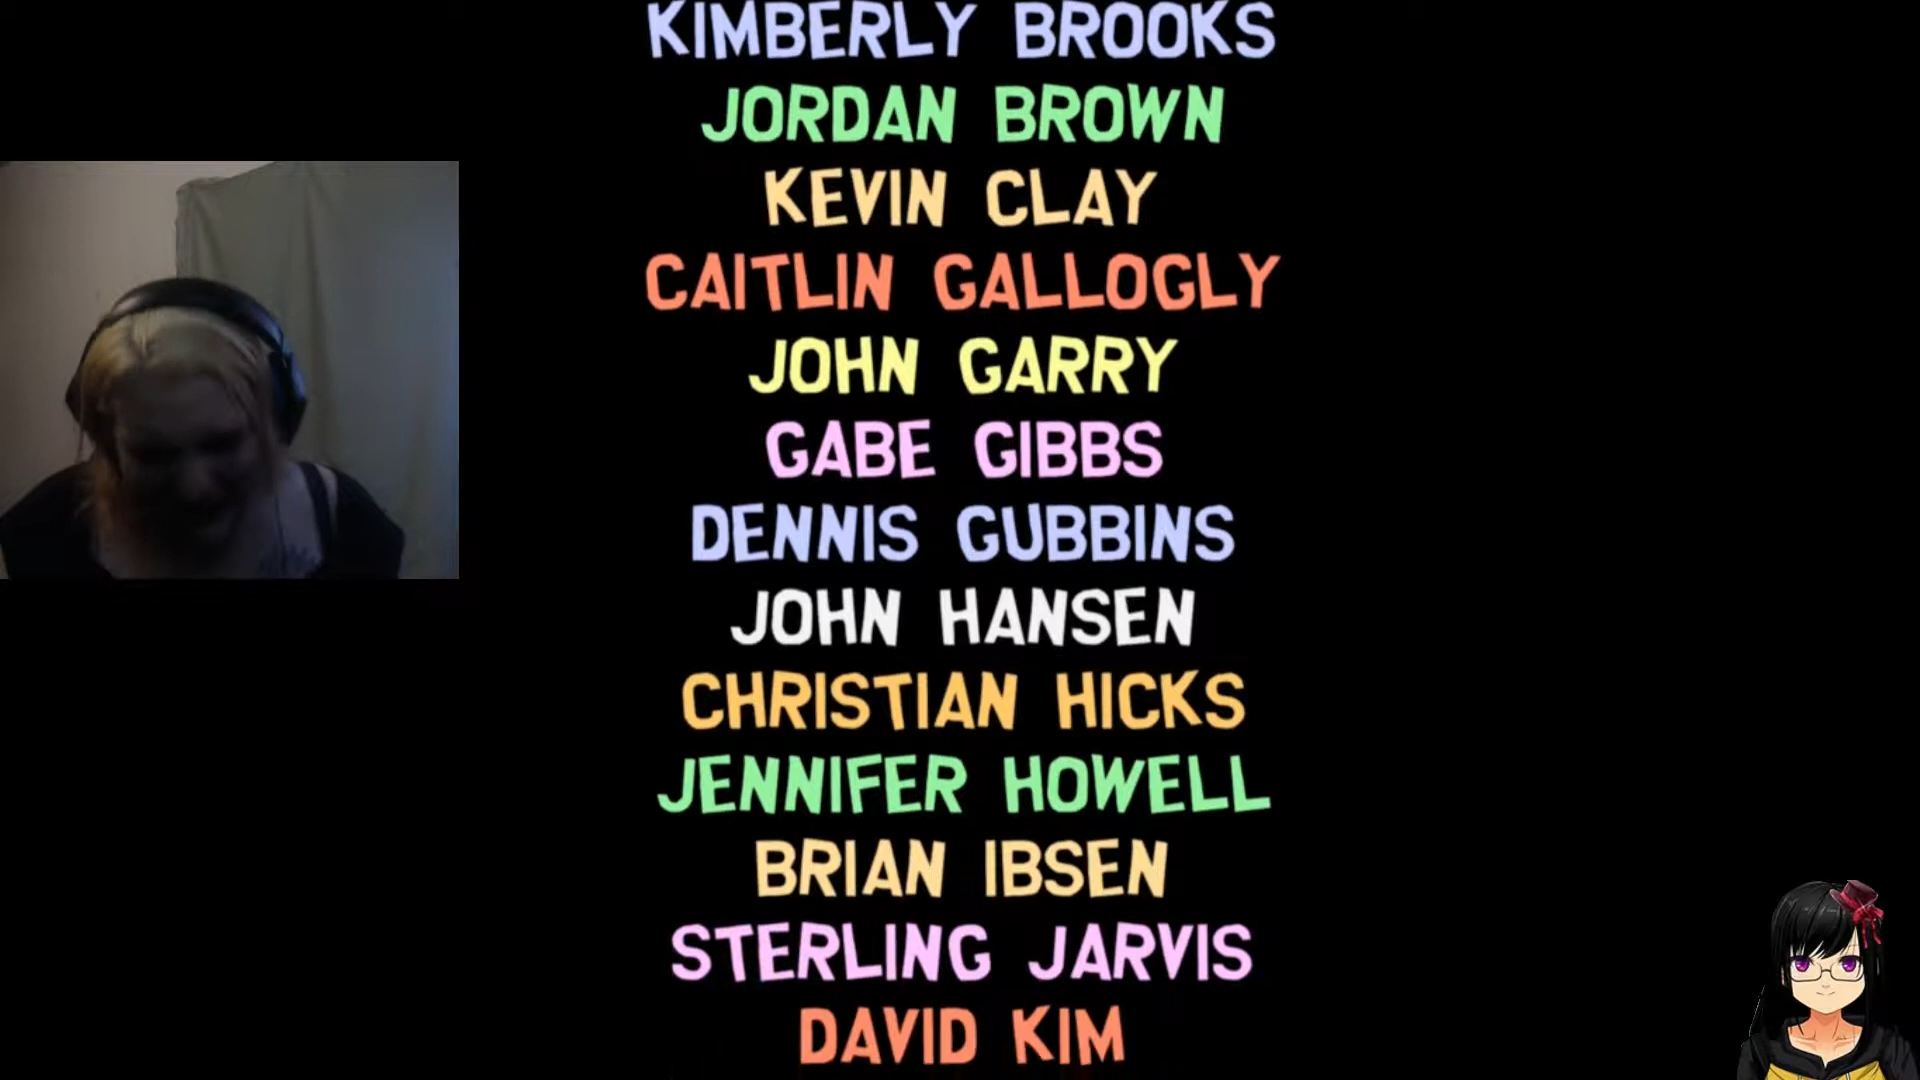 KIMBERLY BROOKS
JORDAN BROWN
KEVIN CLAY
CAITLIN GALLOGLY
JOHN GARRY
GABE GIBBS
DENNIS GUBBINS
JOHN HANSEN
CHRISTIAN HICKS
JENNIFER HOWELL
BRIAN IBSEN
STERLING JARVIS
DAVID KIM